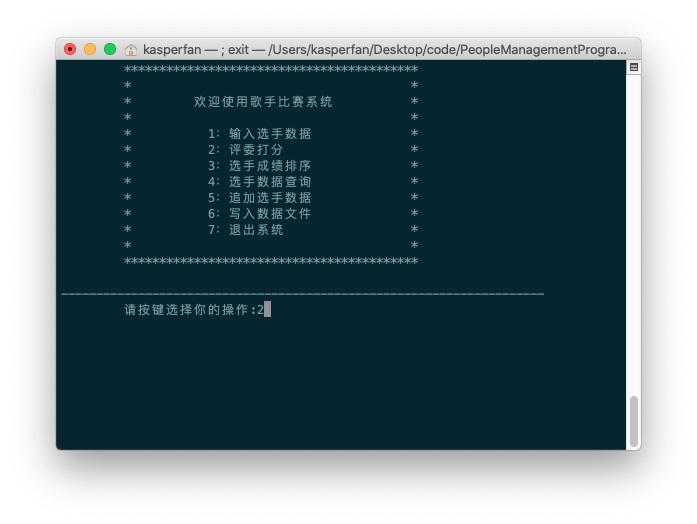 kasperfan — ; exit — /Users/kasperfan/Desktop/code/PeopleManagementProgra...
******************************************
* *
* 欢迎使用歌手比赛系统 *
* *
* 1: 输入选手数据 *
* 2: 评委打分 *
* 3: 选手成绩排序 *
* 4: 选手数据查询 *
* 5: 追加选手数据 *
* 6: 写入数据文件 *
* 7: 退出系统 *
* *
******************************************
_____________________________________________________________________
请按键选择你的操作:2